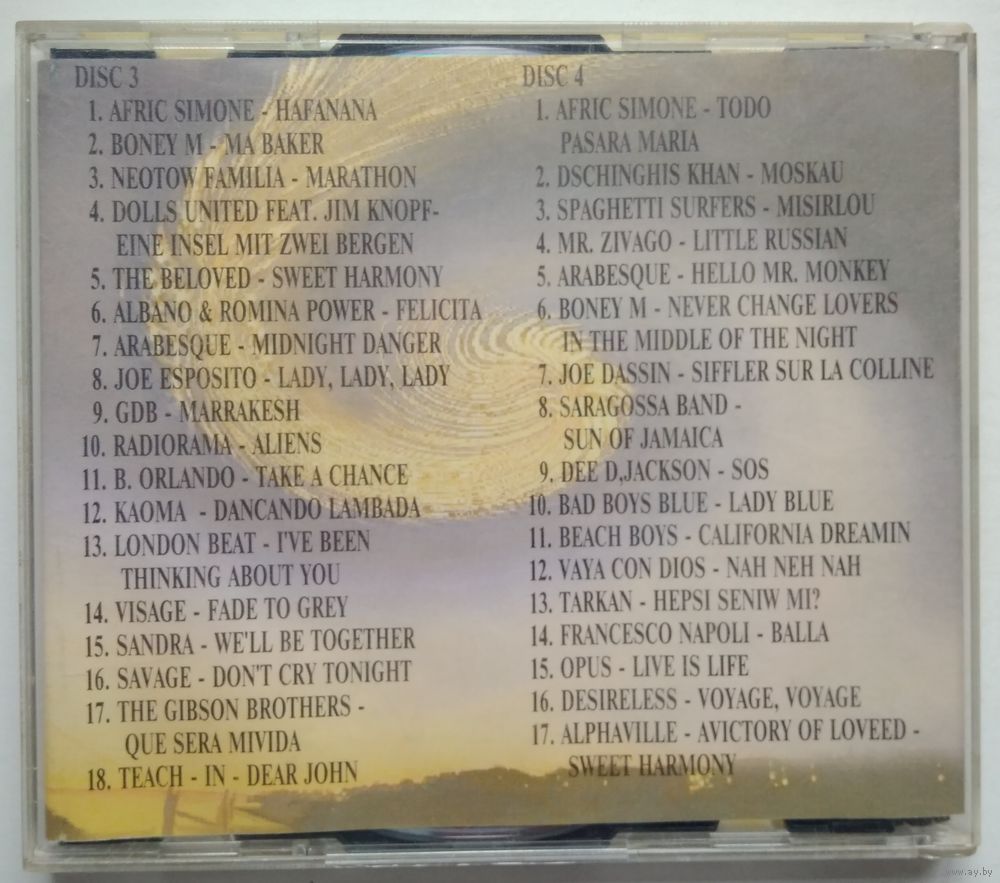 DISC 3
1. AFRIC SIMONE - HAFANANA
2. BONEY M - MA BAKER
3. NEOTOW FAMILIA - MARATHON
4. DOLLS UNITED FEAT. JIM KNOPF-
EINE INSEL MIT ZWEI BERGEN
5. THE BELOVED - SWEET HARMONY
6. ALBANO & ROMINA POWER - FELICITA
7. ARABESQUE - MIDNIGHT DANGER
8. JOE ESPOSITO - LADY, LADY, LADY
9. GDB - MARRAKESH
10. RADIORAMA - ALIENS
11. B. ORLANDO - TAKE A CHANCE
12. KAOMA - DANCANDO LAMBADA
13. LONDON BEAT - I'VE BEEN
THINKING ABOUT YOU
14. VISAGE - FADE TO GREY
15. SANDRA - WE'LL BE TOGETHER
16. SAVAGE - DON'T CRY TONIGHT
17. THE GIBSON BROTHERS -
QUE SERA MIVIDA
18. TEACH - IN - DEAR JOHN
DISC 4
1. AFRIC SIMONE - TODO
PASARA MARIA
2. DSCHINGHIS KHAN - MOSKAU
3. SPAGHETTI SURFERS - MISIRLOU
4. MR. ZIVAGO - LITTLE RUSSIAN
5. ARABESQUE - HELLO MR. MONKEY
6. BONEY M - NEVER CHANGE LOVERS
IN THE MIDDLE OF THE NIGHT
7. JOE DASSIN - SIFFLER SUR LA COLLINE
8. SARAGOSSA BAND -
SUN OF JAMAICA
9. DEE D,JACKSON - SOS
10. BAD BOYS BLUE - LADY BLUE
11. BEACH BOYS - CALIFORNIA DREAMIN
12. VAYA CON DIOS - NAH NEH NAH
13. TARKAN - HEPSI SENIW MI?
14. FRANCESCO NAPOLI - BALLA
15. OPUS - LIVE IS LIFE
16. DESIRELESS - VOYAGE, VOYAGE
17. ALPHAVILLE - AVICTORY OF LOVEED -
SWEET HARMONY
www.ay.by